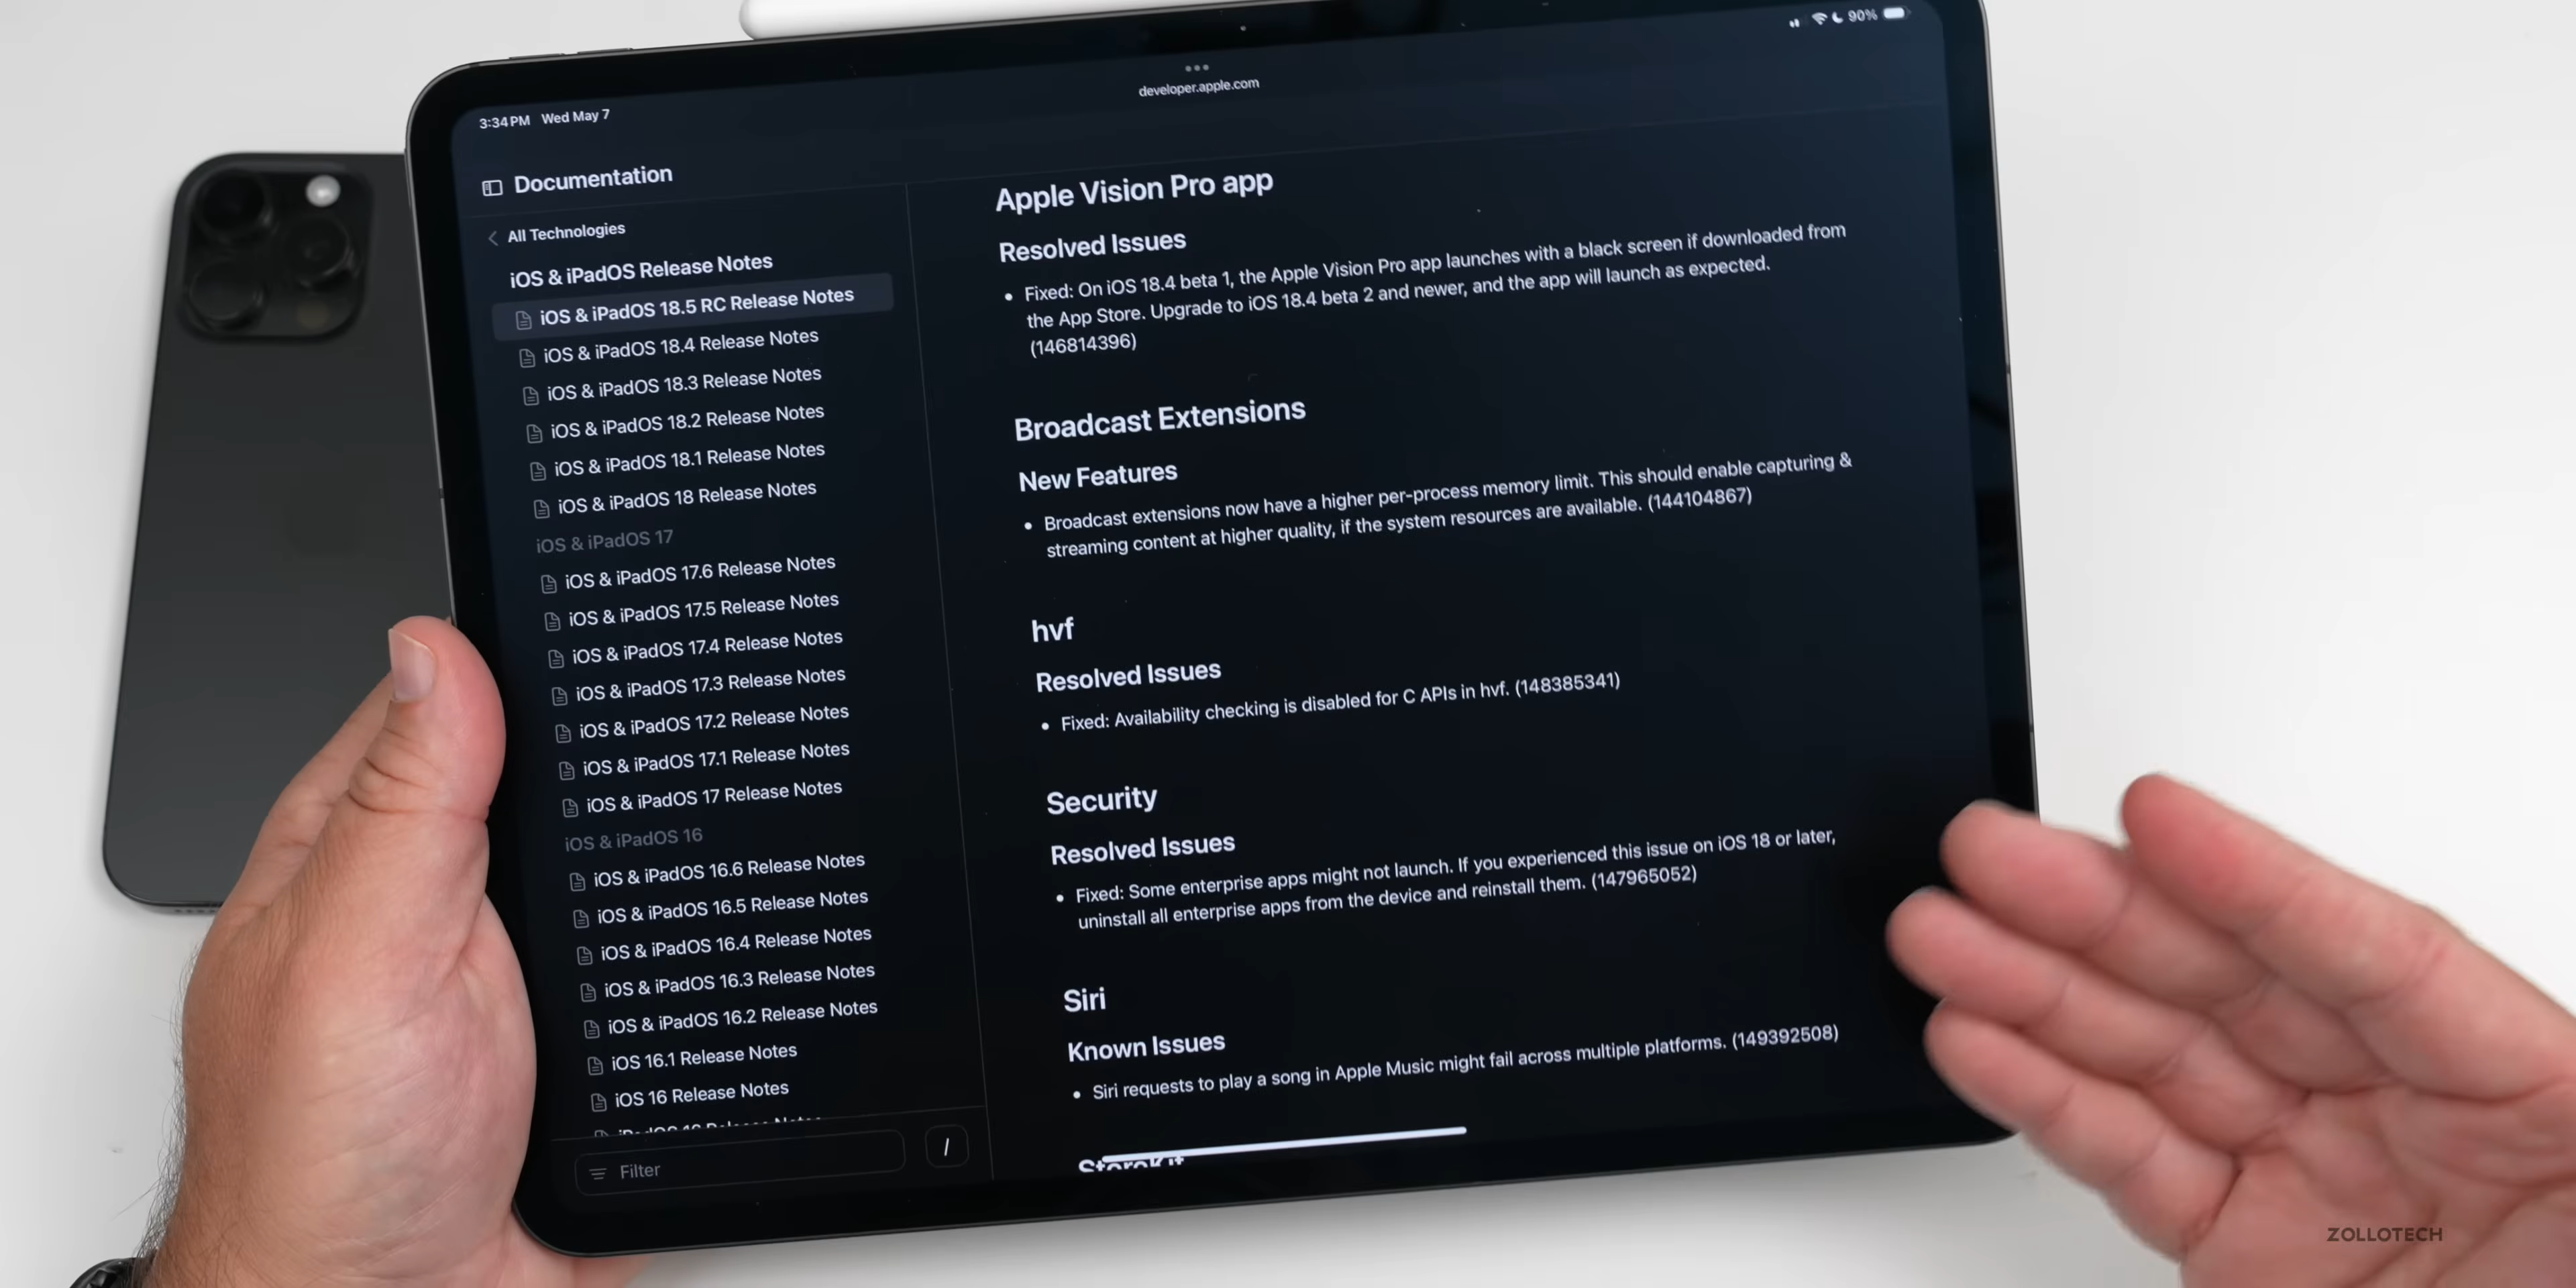 3:34 PM Wed May 7
developer.apple.com
90%
Documentation
All Technologies
iOS & iPadOS Release Notes
iOS & iPadOS 18.5 RC Release Notes
iOS & iPadOS 18.4 Release Notes
iOS & iPadOS 18.3 Release Notes
iOS & iPadOS 18.2 Release Notes
iOS & iPadOS 18.1 Release Notes
iOS & iPadOS 18 Release Notes
iOS & iPadOS 17
iOS & iPadOS 17.6 Release Notes
iOS & iPadOS 17.5 Release Notes
iOS & iPadOS 17.4 Release Notes
iOS & iPadOS 17.3 Release Notes
iOS & iPadOS 17.2 Release Notes
iOS & iPadOS 17.1 Release Notes
iOS & iPadOS 17 Release Notes
iOS & iPadOS 16
iOS & iPadOS 16.6 Release Notes
iOS & iPadOS 16.5 Release Notes
iOS & iPadOS 16.4 Release Notes
iOS & iPadOS 16.3 Release Notes
iOS & iPadOS 16.2 Release Notes
iOS 16.1 Release Notes
iOS 16 Release Notes
Filter
/
Apple Vision Pro app
Resolved Issues
• Fixed: On iOS 18.4 beta 1, the Apple Vision Pro app launches with a black screen if downloaded from
the App Store. Upgrade to iOS 18.4 beta 2 and newer, and the app will launch as expected.
(146814396)
Broadcast Extensions
New Features
• Broadcast extensions now have a higher per-process memory limit. This should enable capturing &
streaming content at higher quality, if the system resources are available. (144104867)
hvf
Resolved Issues
• Fixed: Availability checking is disabled for C APIs in hvf. (148385341)
Security
Resolved Issues
• Fixed: Some enterprise apps might not launch. If you experienced this issue on iOS 18 or later,
uninstall all enterprise apps from the device and reinstall them. (147965052)
Siri
Known Issues
• Siri requests to play a song in Apple Music might fail across multiple platforms. (149392508)
StoreKit
ZOLLOTECH